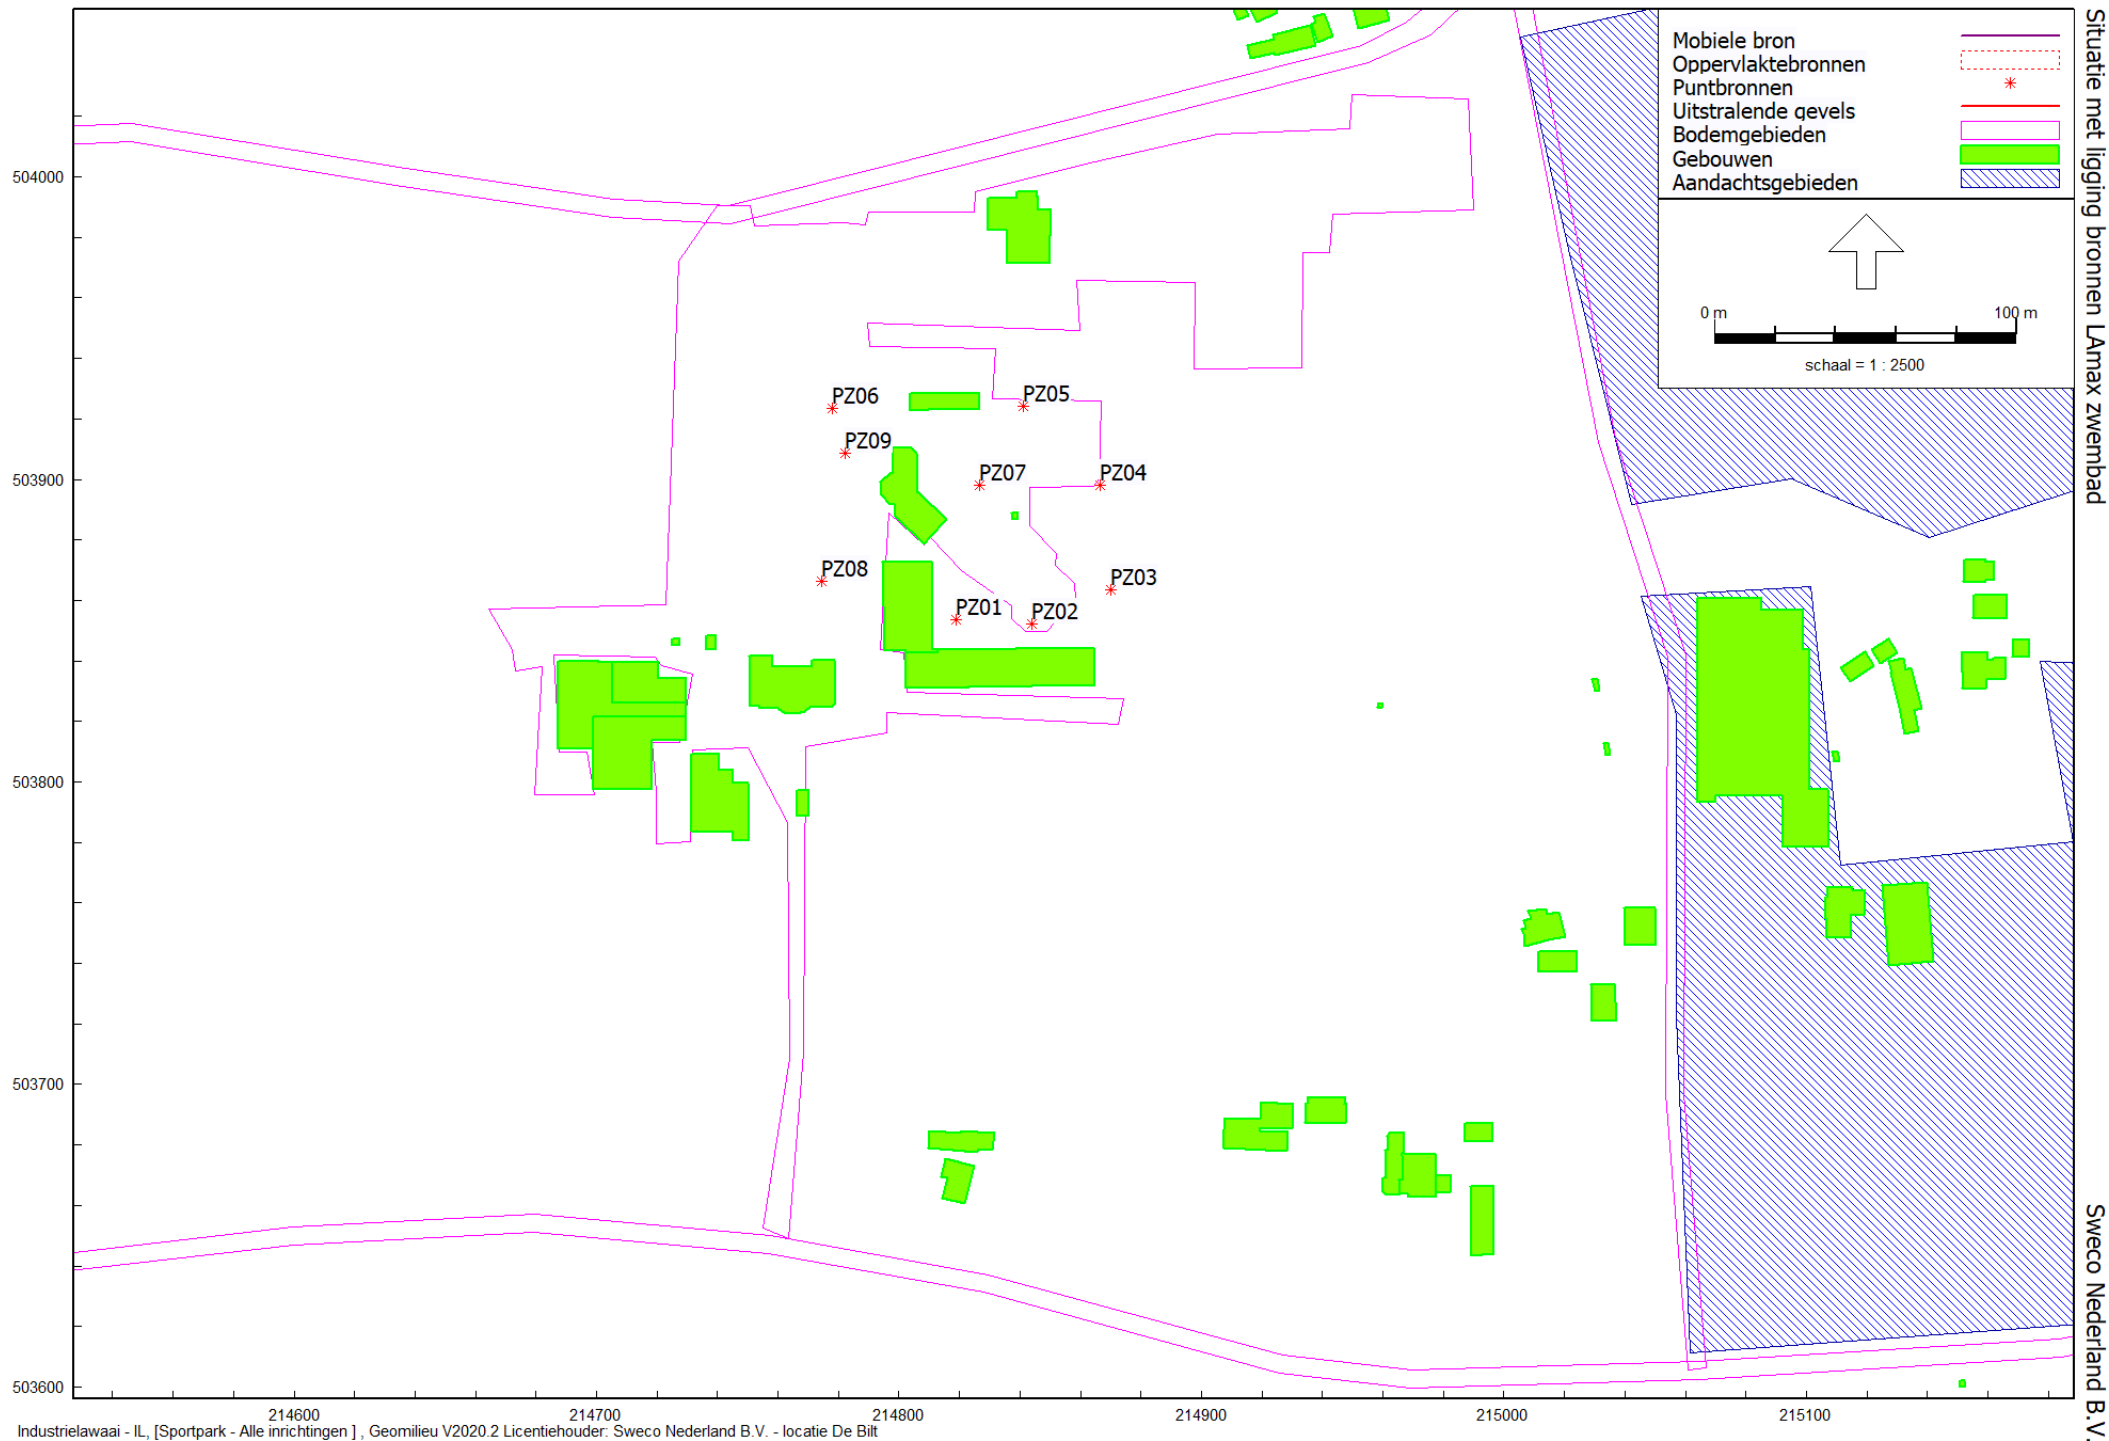 Mobiele bron
Oppervlaktebronnen
Puntbronnen
Uitstralende gevels
Bodemgebieden
Gebouwen
Aandachtsgebieden
0 m 100 m
schaal = 1 : 2500
Situatie met ligging bronnen LAmax zwembad
Sweco Nederland B.V.
504000
503900
503800
503700
503600
PZ06
PZ05
PZ09
PZ07
PZ04
PZ08
PZ03
PZ01
PZ02
214600 214700 214800 214900 215000 215100
Industrielawaai - IL, [Sportpark - Alle inrichtingen ] , Geomilieu V2020.2 Licentiehouder: Sweco Nederland B.V. - locatie De Bilt